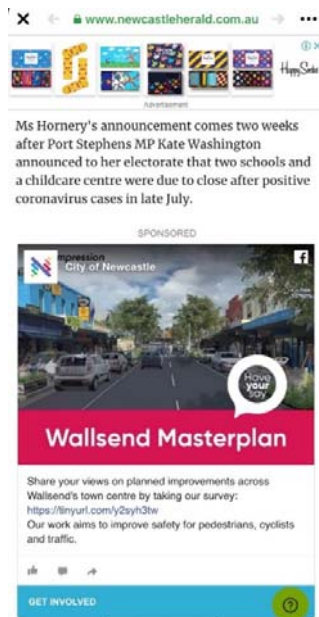 www.newcastleherald.com.au
Happy Socks
Advertisement
Ms Hornery's announcement comes two weeks
after Port Stephens MP Kate Washington
announced to her electorate that two schools and
a childcare centre were due to close after positive
coronavirus cases in late July.
SPONSORED
mpression
City of Newcastle
Have
your
say
Wallsend Masterplan
Share your views on planned improvements across
Wallsend's town centre by taking our survey:
https://tinyurl.com/y2syh3tw
Our work aims to improve safety for pedestrians, cyclists
and traffic.
GET INVOLVED